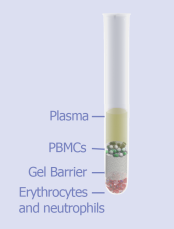 Plasma
PBMCs
Gel Barrier
Erythrocytes
and neutrophils